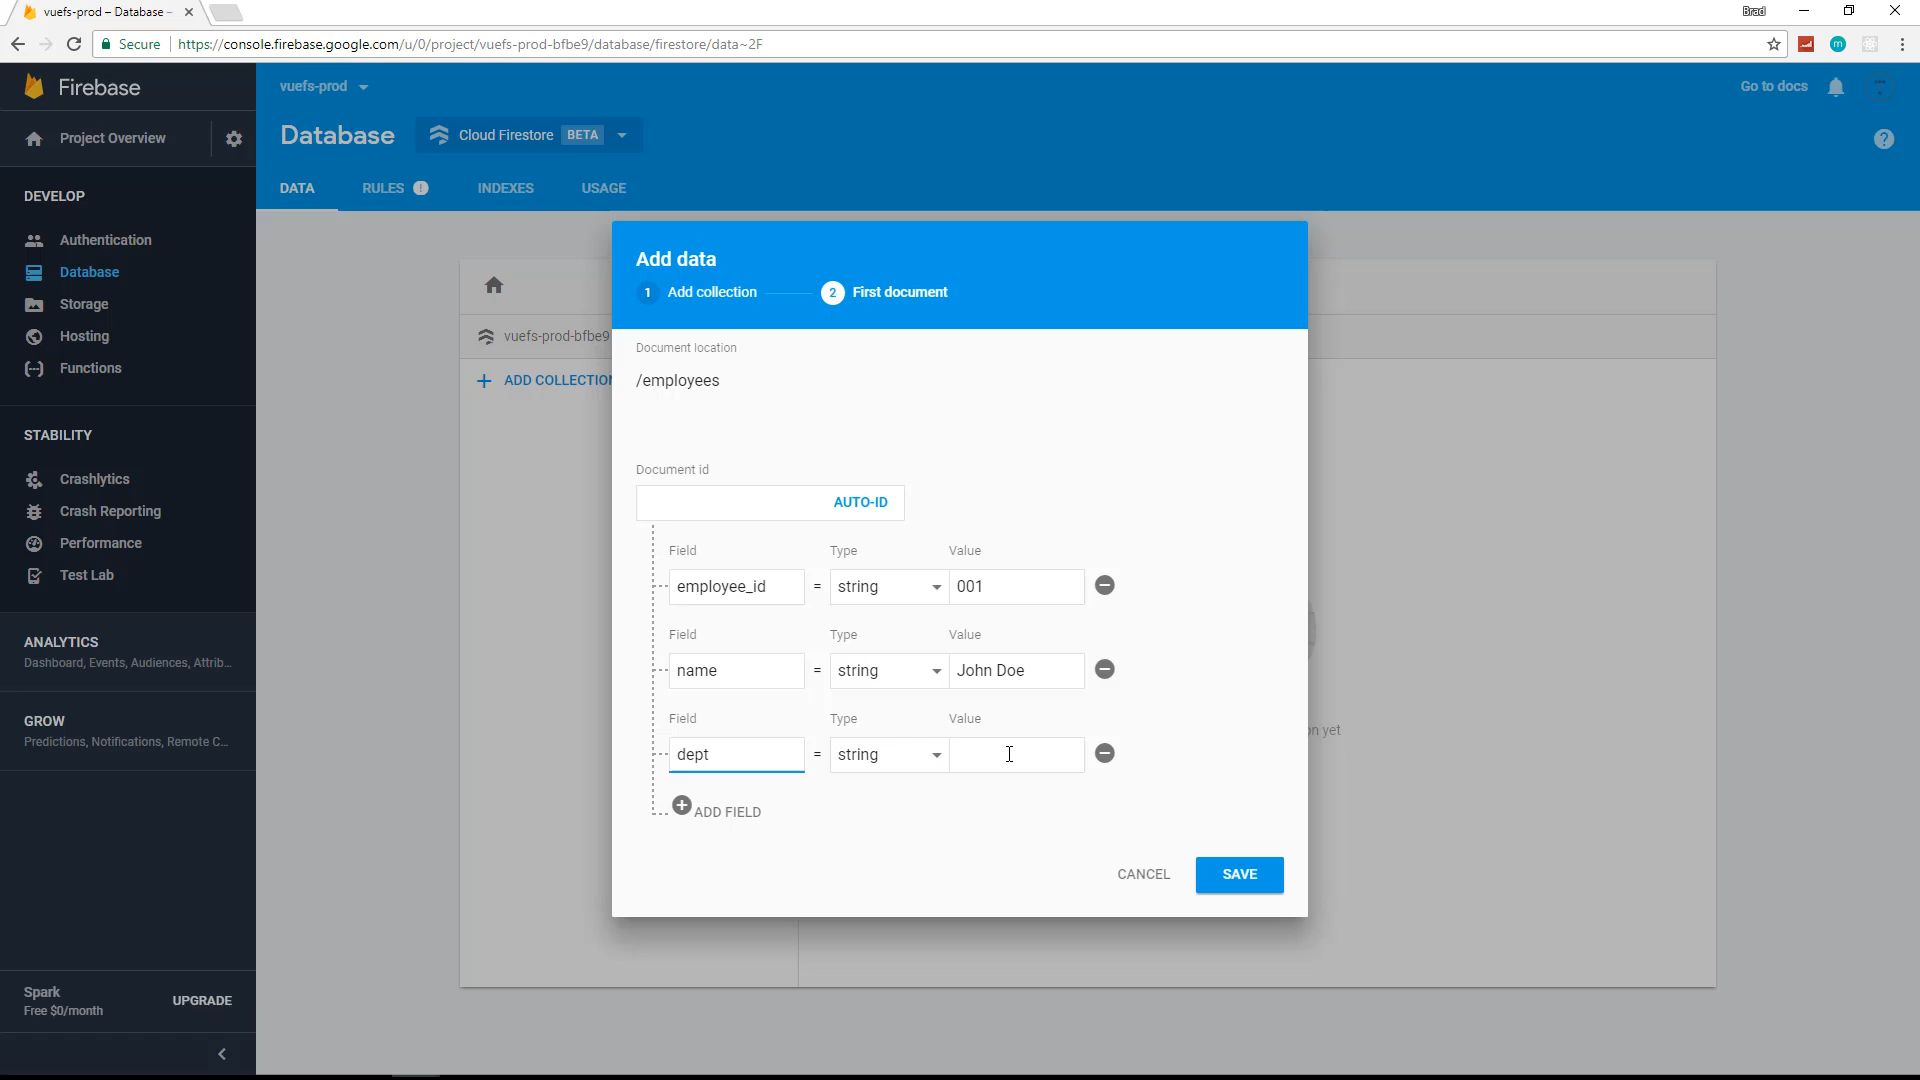 vuefs-prod – Database –
Brad
Secure
https://console.firebase.google.com/u/0/project/vuefs-prod-bfbe9/database/firestore/data~2F
m
Firebase
vuefs-prod
Go to docs
Project Overview
Database
Cloud Firestore BETA
?
DATA
RULES !
INDEXES
USAGE
DEVELOP
Authentication
Database
Storage
Hosting
Functions
STABILITY
Crashlytics
Crash Reporting
Performance
Test Lab
ANALYTICS
Dashboard, Events, Audiences, Attrib...
GROW
Predictions, Notifications, Remote C...
Spark
Free $0/month
UPGRADE
vuefs-prod-bfbe9
ADD COLLECTION
on yet
Add data
1 Add collection
2 First document
Document location
/employees
Document id
AUTO-ID
Field Type Value
employee_id = string 001
Field Type Value
name = string John Doe
Field Type Value
dept = string
ADD FIELD
CANCEL
SAVE